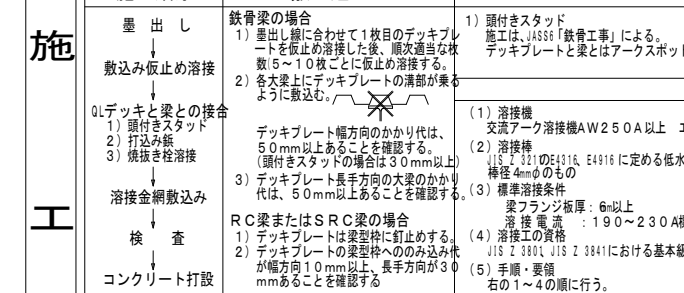 施
工
墨 出 し
敷込み仮止め溶接
QLデッキと梁との接合
1) 頭付きスタッド
2) 打込み鋲
3) 焼抜き栓溶接
溶接金網敷込み
検 査
コンクリート打設
鉄骨梁の場合
1) 墨出し線に合わせて1枚目のデッキプレ
ートを仮止め溶接した後、順次適当な枚
数(5~10枚ごとに仮止め溶接する。
2) 各大梁上にデッキプレートの溝部が乗る
ように敷込む。
デッキプレート幅方向のかかり代は、
50mm以上あることを確認する。
(頭付きスタッドの場合は30mm以上)
3) デッキプレート長手方向の大梁のかかり
代は、50mm以上あることを確認する。
RC梁またはSRC梁の場合
1) デッキプレートは梁型枠に釘止めする。
2) デッキプレートの梁型枠へののみ込み代
が幅方向10mm以上、長手方向が30
mmあることを確認する
1) 頭付きスタッド
施工は、JASS6「鉄骨工事」による。
デッキプレートと梁とはアークスポッ
(1) 溶接機
交流アーク溶接機AW250A以上
(2) 溶接棒
JIS Z 321のE4316、E4916 に定める低水
棒径4mmφのもの
(3) 標準溶接条件
梁フランジ板厚: 6m以上
溶 接 電 流 :190~230A
(4) 溶接工の資格
JIS Z 3801、JIS Z 3841における基本級
(5) 手順・要領
右の1~4の順に行う。